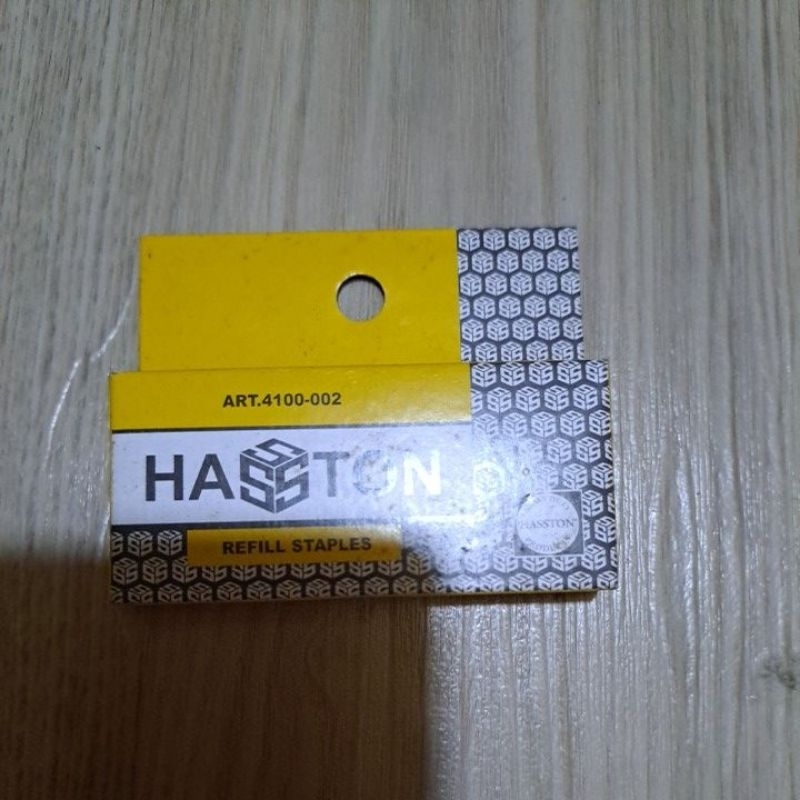 ART.4100-002
HASSTON
REFILL STAPLES
HASSTON